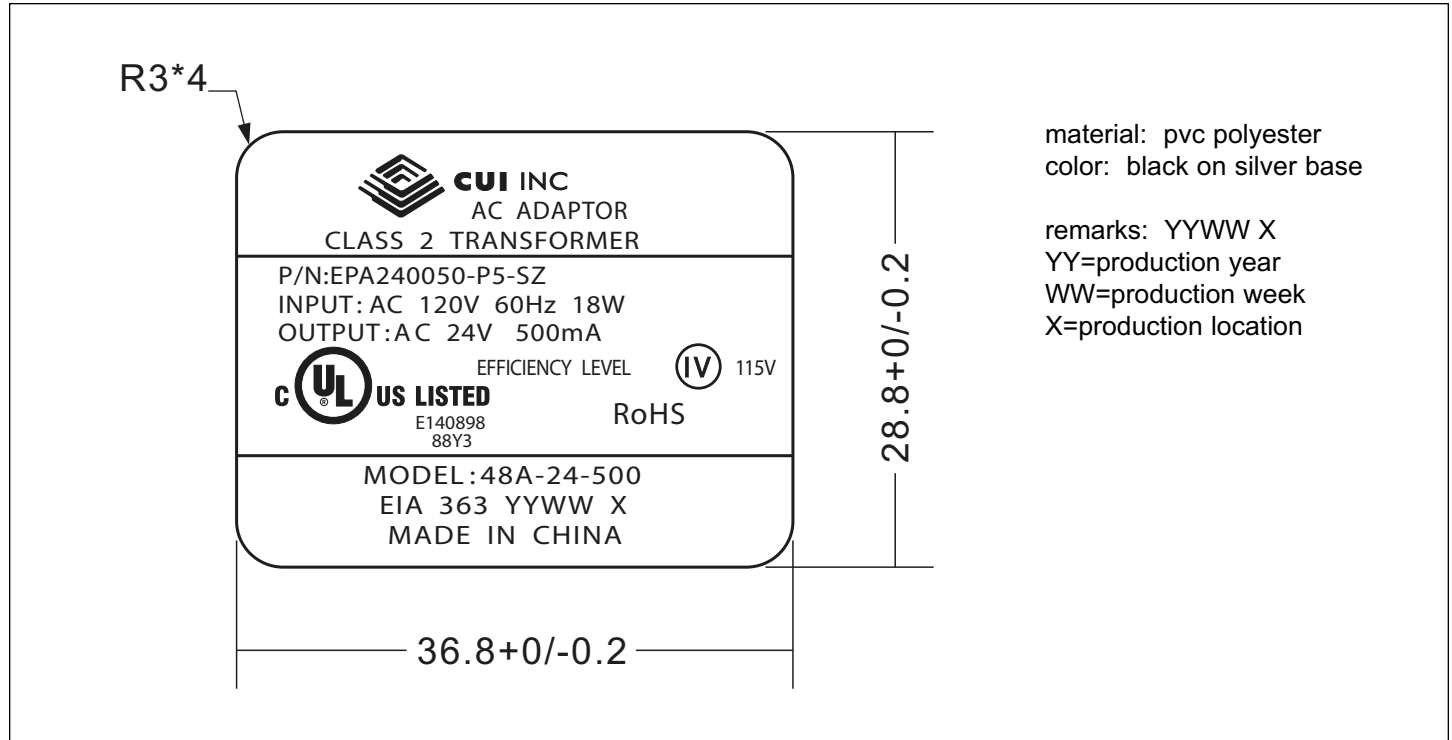 R3*4
CUI INC
AC ADAPTOR
CLASS 2 TRANSFORMER
P/N:EPA240050-P5-SZ
INPUT: AC 120V 60Hz 18W
OUTPUT:AC 24V 500mA
EFFICIENCY LEVEL IV 115V
C UL ® US LISTED
RoHS
E140898
88Y3
MODEL:48A-24-500
EIA 363 YYWW X
MADE IN CHINA
36.8+0/-0.2
28.8+0/-0.2
material: pvc polyester
color: black on silver base
remarks: YYWW X
YY=production year
WW=production week
X=production location